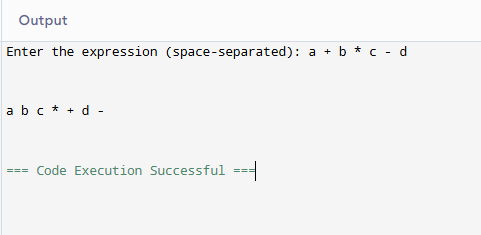 Output
Enter the expression (space-separated): a + b * c - d
a b c * + d -
=== Code Execution Successful ===